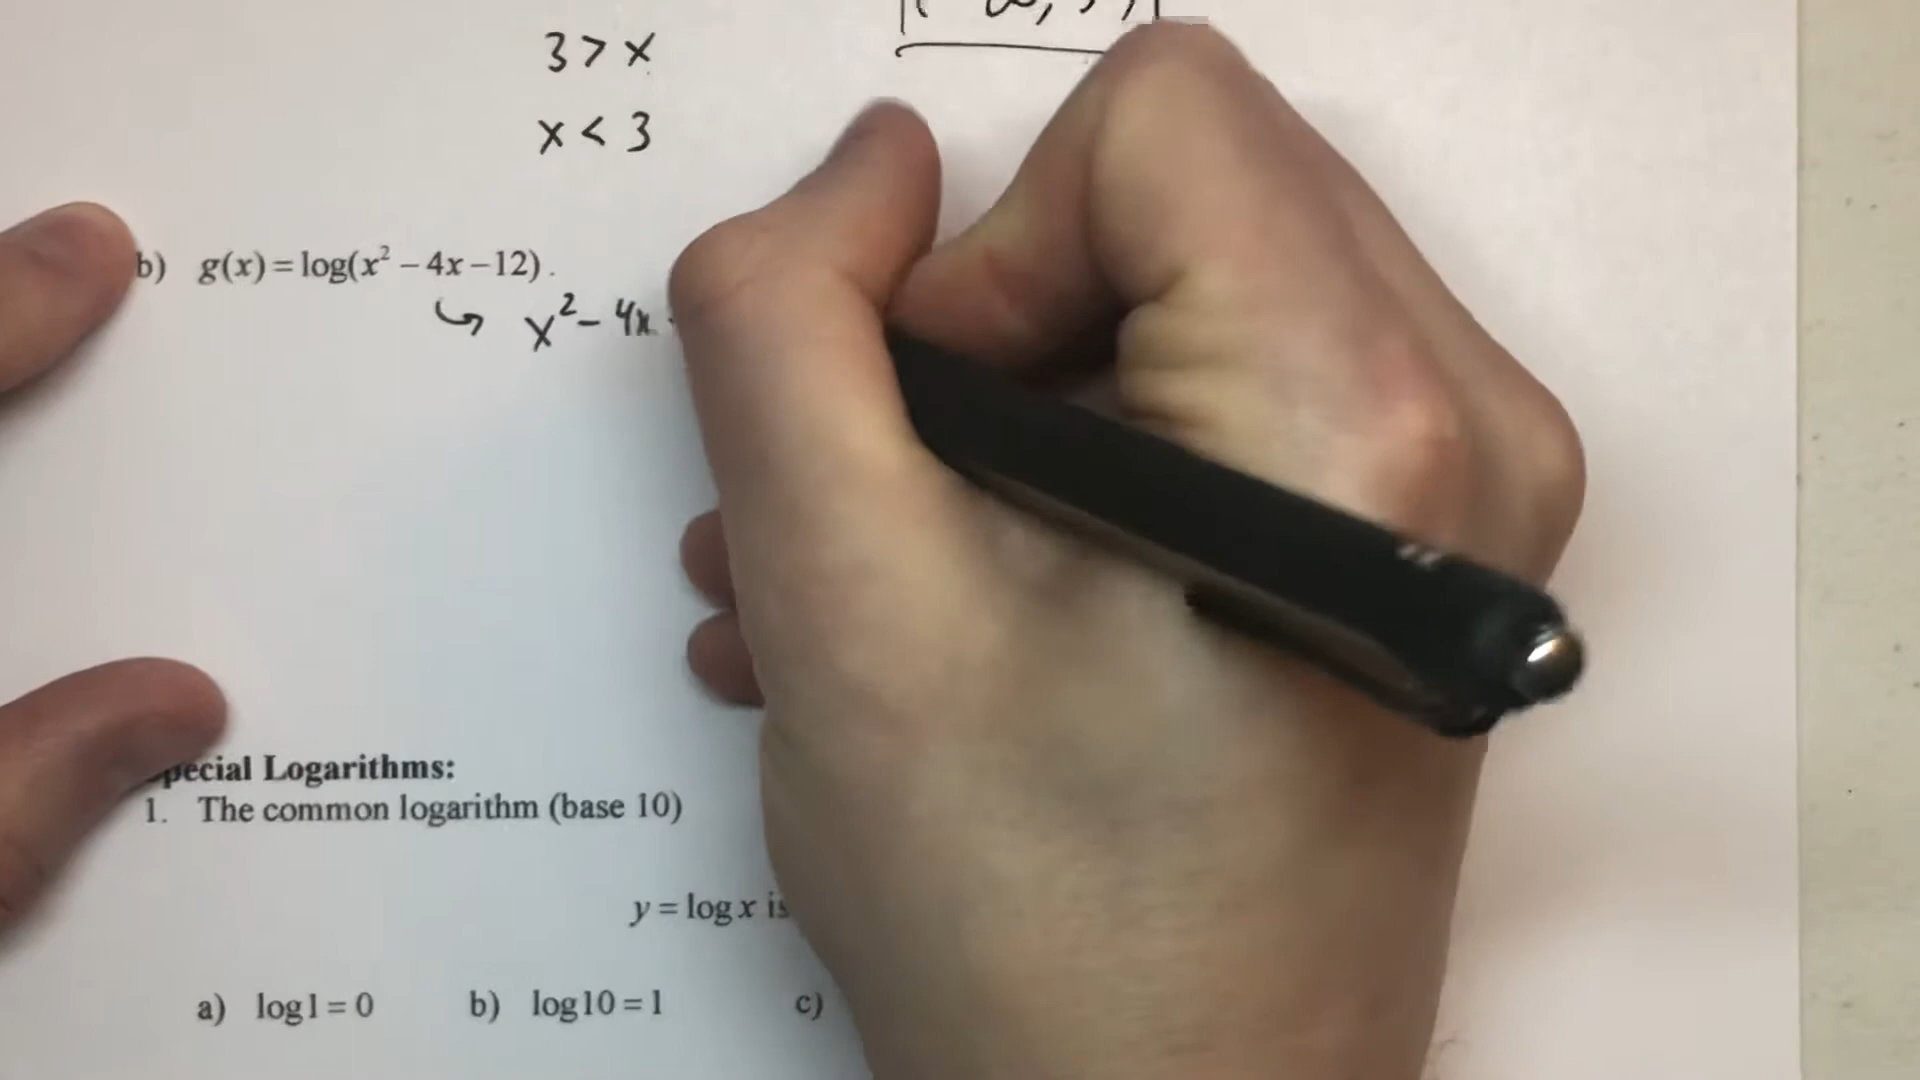 3 > x
x < 3
b) g(x) = log(x² – 4x – 12).
↪ x² – 4x
pecial Logarithms:
1. The common logarithm (base 10)
y = log x is
a) log 1 = 0 b) log 10 = 1 c)